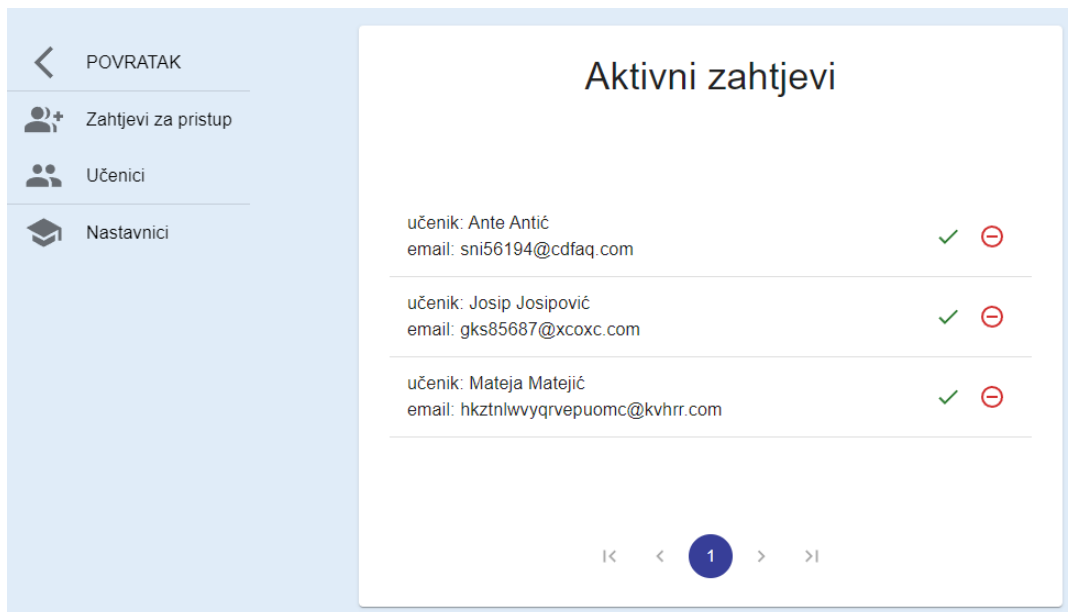 POVRATAK
Zahtjevi za pristup
Učenici
Nastavnici
Aktivni zahtjevi
učenik: Ante Antić
email: sni56194@cdfaq.com
učenik: Josip Josipović
email: gks85687@xcoxc.com
učenik: Mateja Matejić
email: hkztnlwvyqrvepuomc@kvhrr.com
1